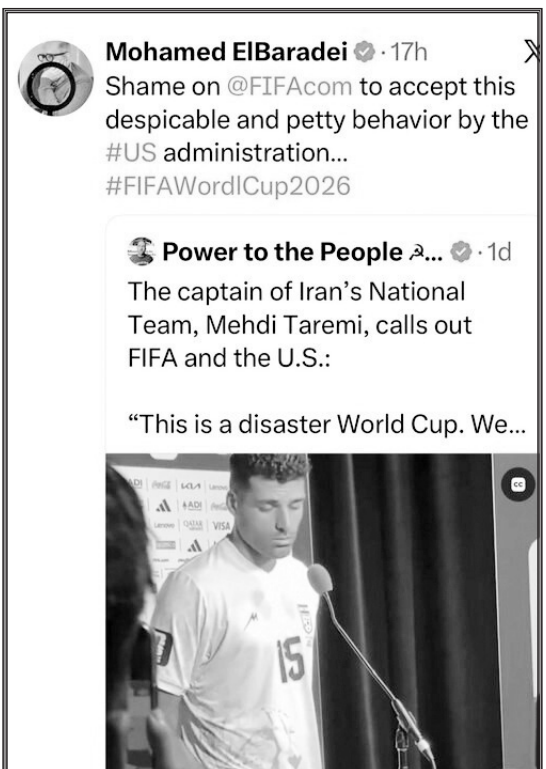 Mohamed ElBaradei · 17h
Shame on @FIFAcom to accept this
despicable and petty behavior by the
#US administration...
#FIFAWordlCup2026
Power to the People ☭... · 1d
The captain of Iran's National
Team, Mehdi Taremi, calls out
FIFA and the U.S.:
“This is a disaster World Cup. We...
CC
VISA
QATAR
15